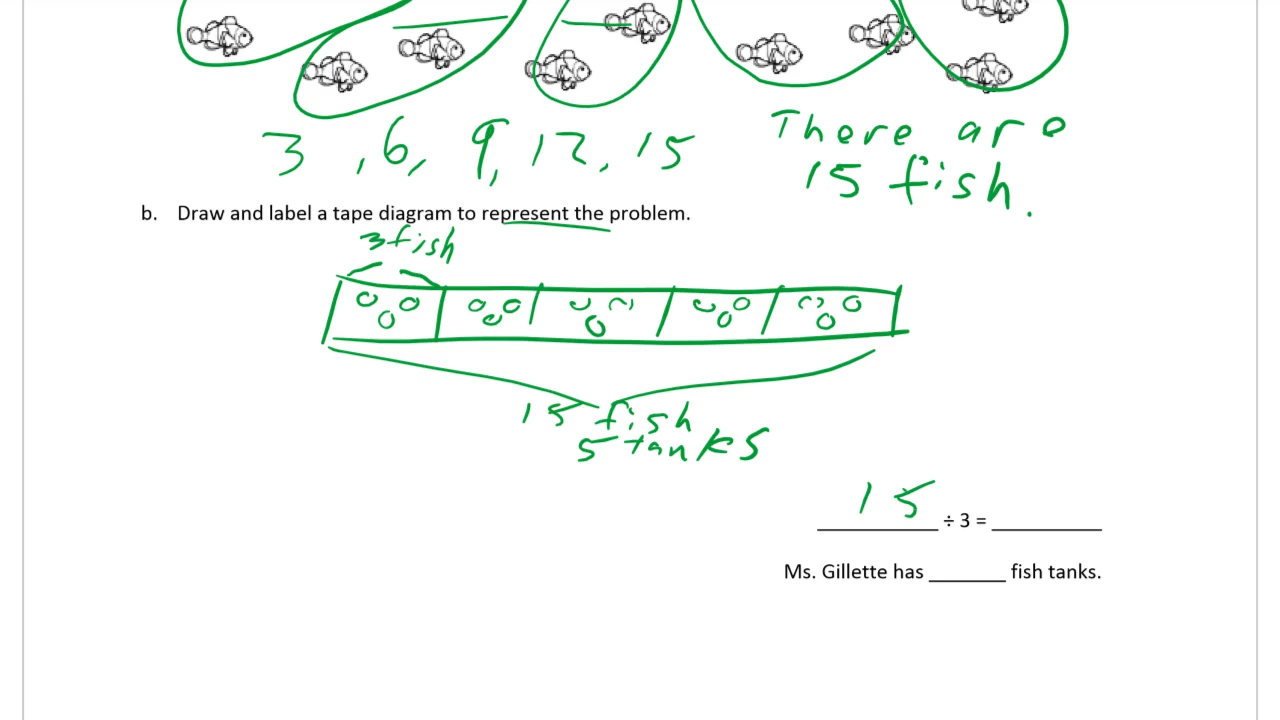 There are
3, 6, 9, 12, 15
15 fish.
b. Draw and label a tape diagram to represent the problem.
3 fish
15 fish
5 tanks
15 ÷ 3 =
Ms. Gillette has _______ fish tanks.